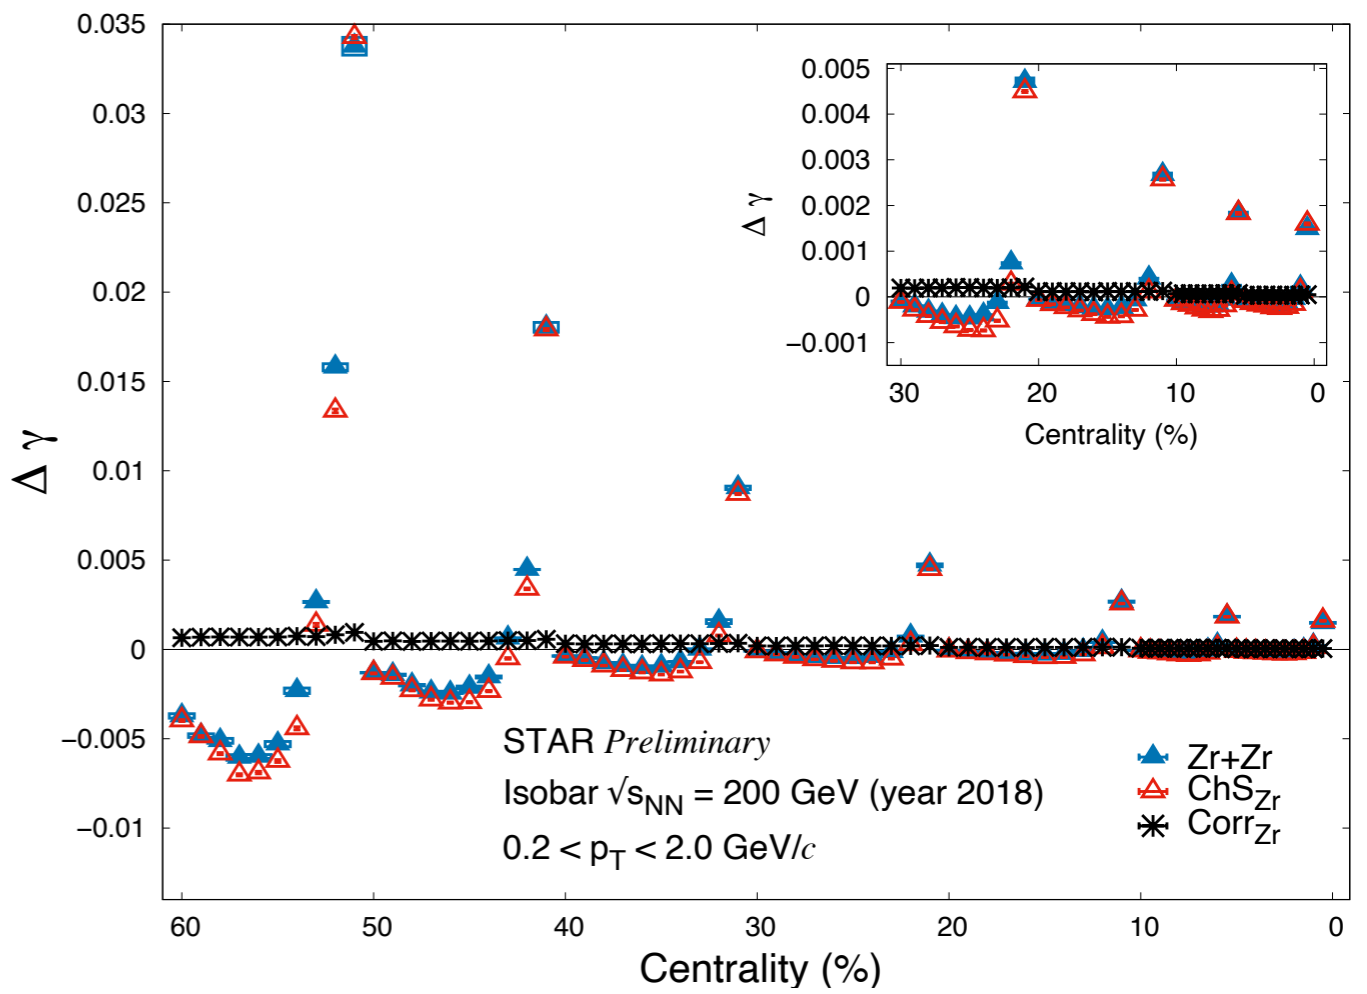 0.035
0.03
0.025
0.02
0.015
0.01
0.005
0
−0.005
−0.01
Δ γ
60
50
40
30
20
10
0
Centrality (%)
0.005
0.004
0.003
0.002
0.001
0
−0.001
Δ γ
30
20
10
0
Centrality (%)
STAR Preliminary
Isobar √sNN = 200 GeV (year 2018)
0.2 < pT < 2.0 GeV/c
Zr+Zr
ChSZr
CorrZr